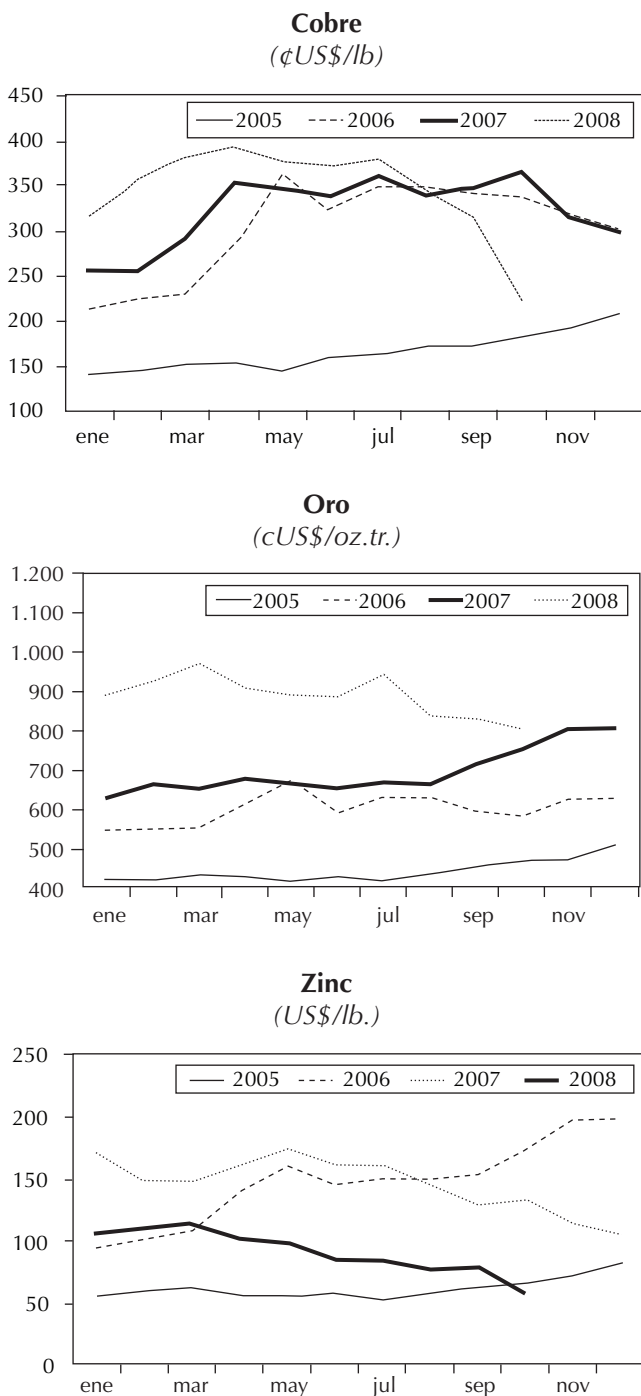 Cobre
(¢US$/lb)
450
2005 2006 2007 2008
400
350
300
250
200
150
100
ene mar may jul sep nov
Oro
(cUS$/oz.tr.)
1.200
2005 2006 2007 2008
1.100
1.000
900
800
700
600
500
400
ene mar may jul sep nov
Zinc
(US$/lb.)
250
2005 2006 2007 2008
200
150
100
50
0
ene mar may jul sep nov